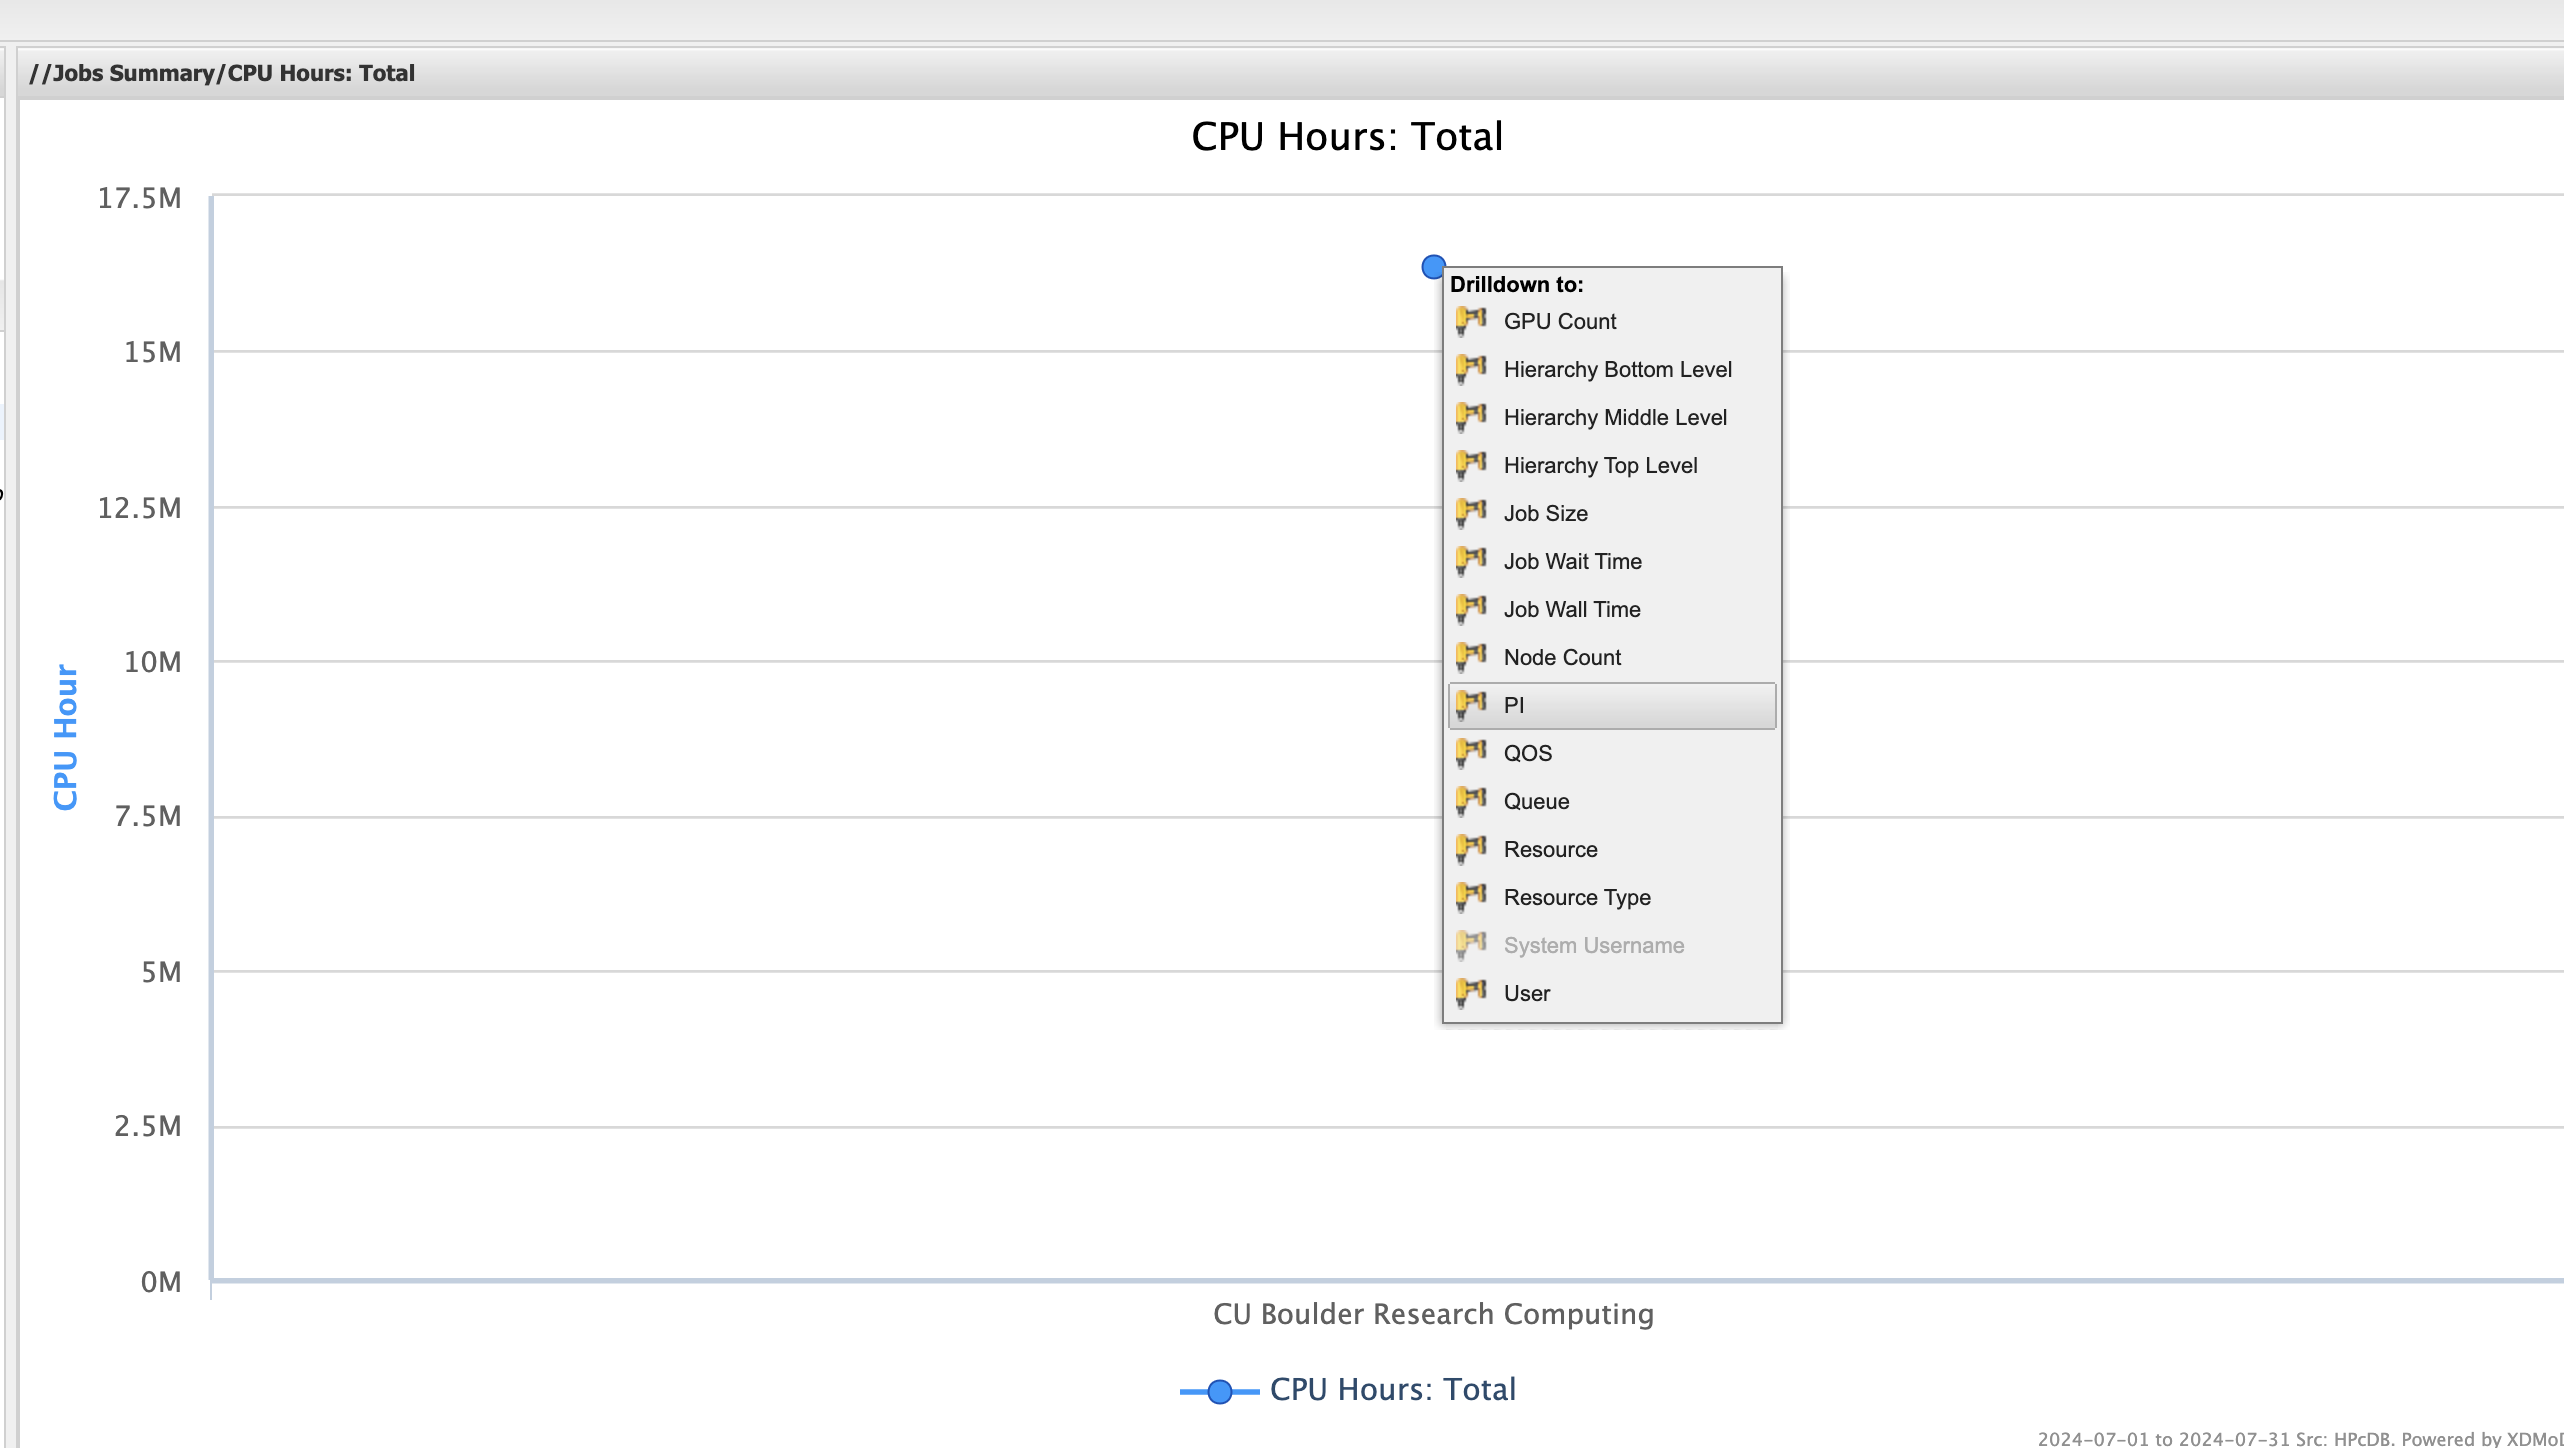 //Jobs Summary/CPU Hours: Total
CPU Hours: Total
17.5M
15M
12.5M
10M
7.5M
5M
2.5M
0M
CPU Hour
Drilldown to:
GPU Count
Hierarchy Bottom Level
Hierarchy Middle Level
Hierarchy Top Level
Job Size
Job Wait Time
Job Wall Time
Node Count
PI
QOS
Queue
Resource
Resource Type
System Username
User
CU Boulder Research Computing
CPU Hours: Total
2024-07-01 to 2024-07-31 Src: HPcDB. Powered by